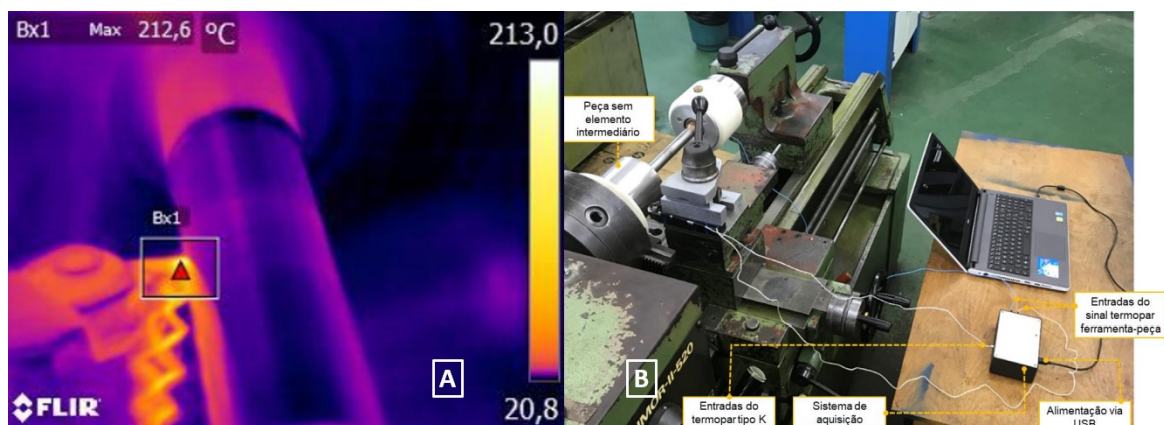 Bx1 Max 212,6 ºC
213,0
Bx1
A
FLIR
20,8
Peça sem
elemento
intermediário
Entradas do
sinal termopar
ferramenta-peça
B
Entradas do
termopar tipo K
Sistema de
aquisição
Alimentação via
USB